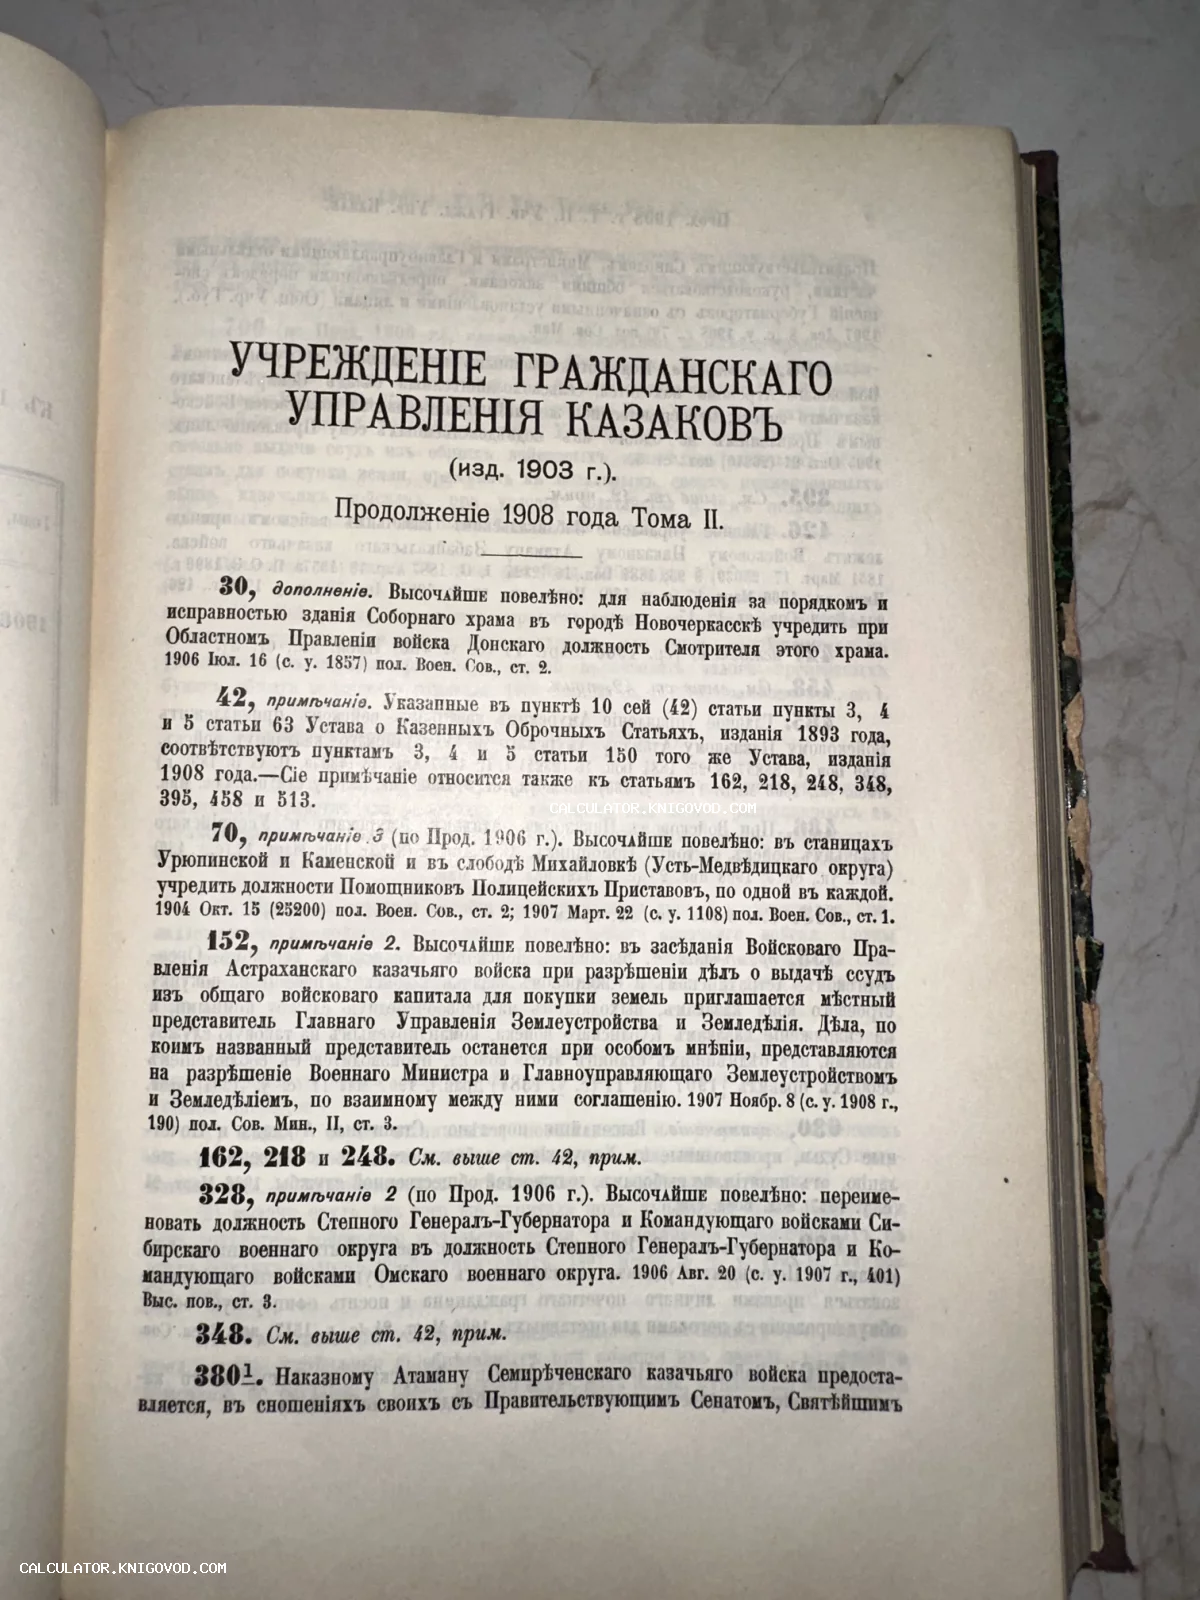 УЧРЕЖДЕНІЕ ГРАЖДАНСКАГО
УПРАВЛЕНІЯ КАЗАКОВЪ
(изд. 1903 г.).
Продолженіе 1908 года Тома II.
30, дополненіе. Высочайше повелѣно: для наблюденія за порядкомъ и
исправностью зданія Соборнаго храма въ городѣ Новочеркасскѣ учредить при
Областномъ Правленіи войска Донскаго должность Смотрителя этого храма.
1906 Іюл. 16 (с. у. 1857) пол. Воен. Сов., ст. 2.
42, примѣчаніе. Указанные въ пунктѣ 10 сей (42) статьи пункты 3, 4
и 5 статьи 63 Устава о Казенныхъ Оброчныхъ Статьяхъ, изданія 1893 года,
соотвѣтствуютъ пунктамъ 3, 4 и 5 статьи 150 того же Устава, изданія
1908 года.—Сіе примѣчаніе относится также къ статьямъ 162, 218, 248, 348,
395, 458 и 513.
CALCULATOR.KNIGOVOD.COM
70, примѣчаніе 3 (по Прод. 1906 г.). Высочайше повелѣно: въ станицахъ
Урюпинской и Каменской и въ слободѣ Михайловкѣ (Усть-Медвѣдицкаго округа)
учредить должности Помощниковъ Полицейскихъ Приставовъ, по одной въ каждой.
1904 Окт. 15 (25200) пол. Воен. Сов., ст. 2; 1907 Март. 22 (с. у. 1108) пол. Воен. Сов., ст. 1.
152, примѣчаніе 2. Высочайше повелѣно: въ засѣданія Войсковаго Пра-
вленія Астраханскаго казачьяго войска при разрѣшеніи дѣлъ о выдачѣ ссудъ
изъ общаго войсковаго капитала для покупки земель приглашается мѣстный
представитель Главнаго Управленія Землеустройства и Земледѣлія. Дѣла, по
коимъ названный представитель останется при особомъ мнѣніи, представляются
на разрѣшеніе Военнаго Министра и Главноуправляющаго Землеустройствомъ
и Земледѣліемъ, по взаимному между ними соглашенію. 1907 Ноябр. 8 (с. у. 1908 г.,
190) пол. Сов. Мин., II, ст. 3.
162, 218 и 248. См. выше ст. 42, прим.
328, примѣчаніе 2 (по Прод. 1906 г.). Высочайше повелѣно: переиме-
новать должность Степного Генералъ-Губернатора и Командующаго войсками Си-
бирскаго военнаго округа въ должность Степного Генералъ-Губернатора и Ко-
мандующаго войсками Омскаго военнаго округа. 1906 Авг. 20 (с. у. 1907 г., 401)
Выс. пов., ст. 3.
348. См. выше ст. 42, прим.
380¹. Наказному Атаману Семирѣченскаго казачьяго войска предоста-
вляется, въ сношеніяхъ своихъ съ Правительствующимъ Сенатомъ, Святѣйшимъ
CALCULATOR.KNIGOVOD.COM